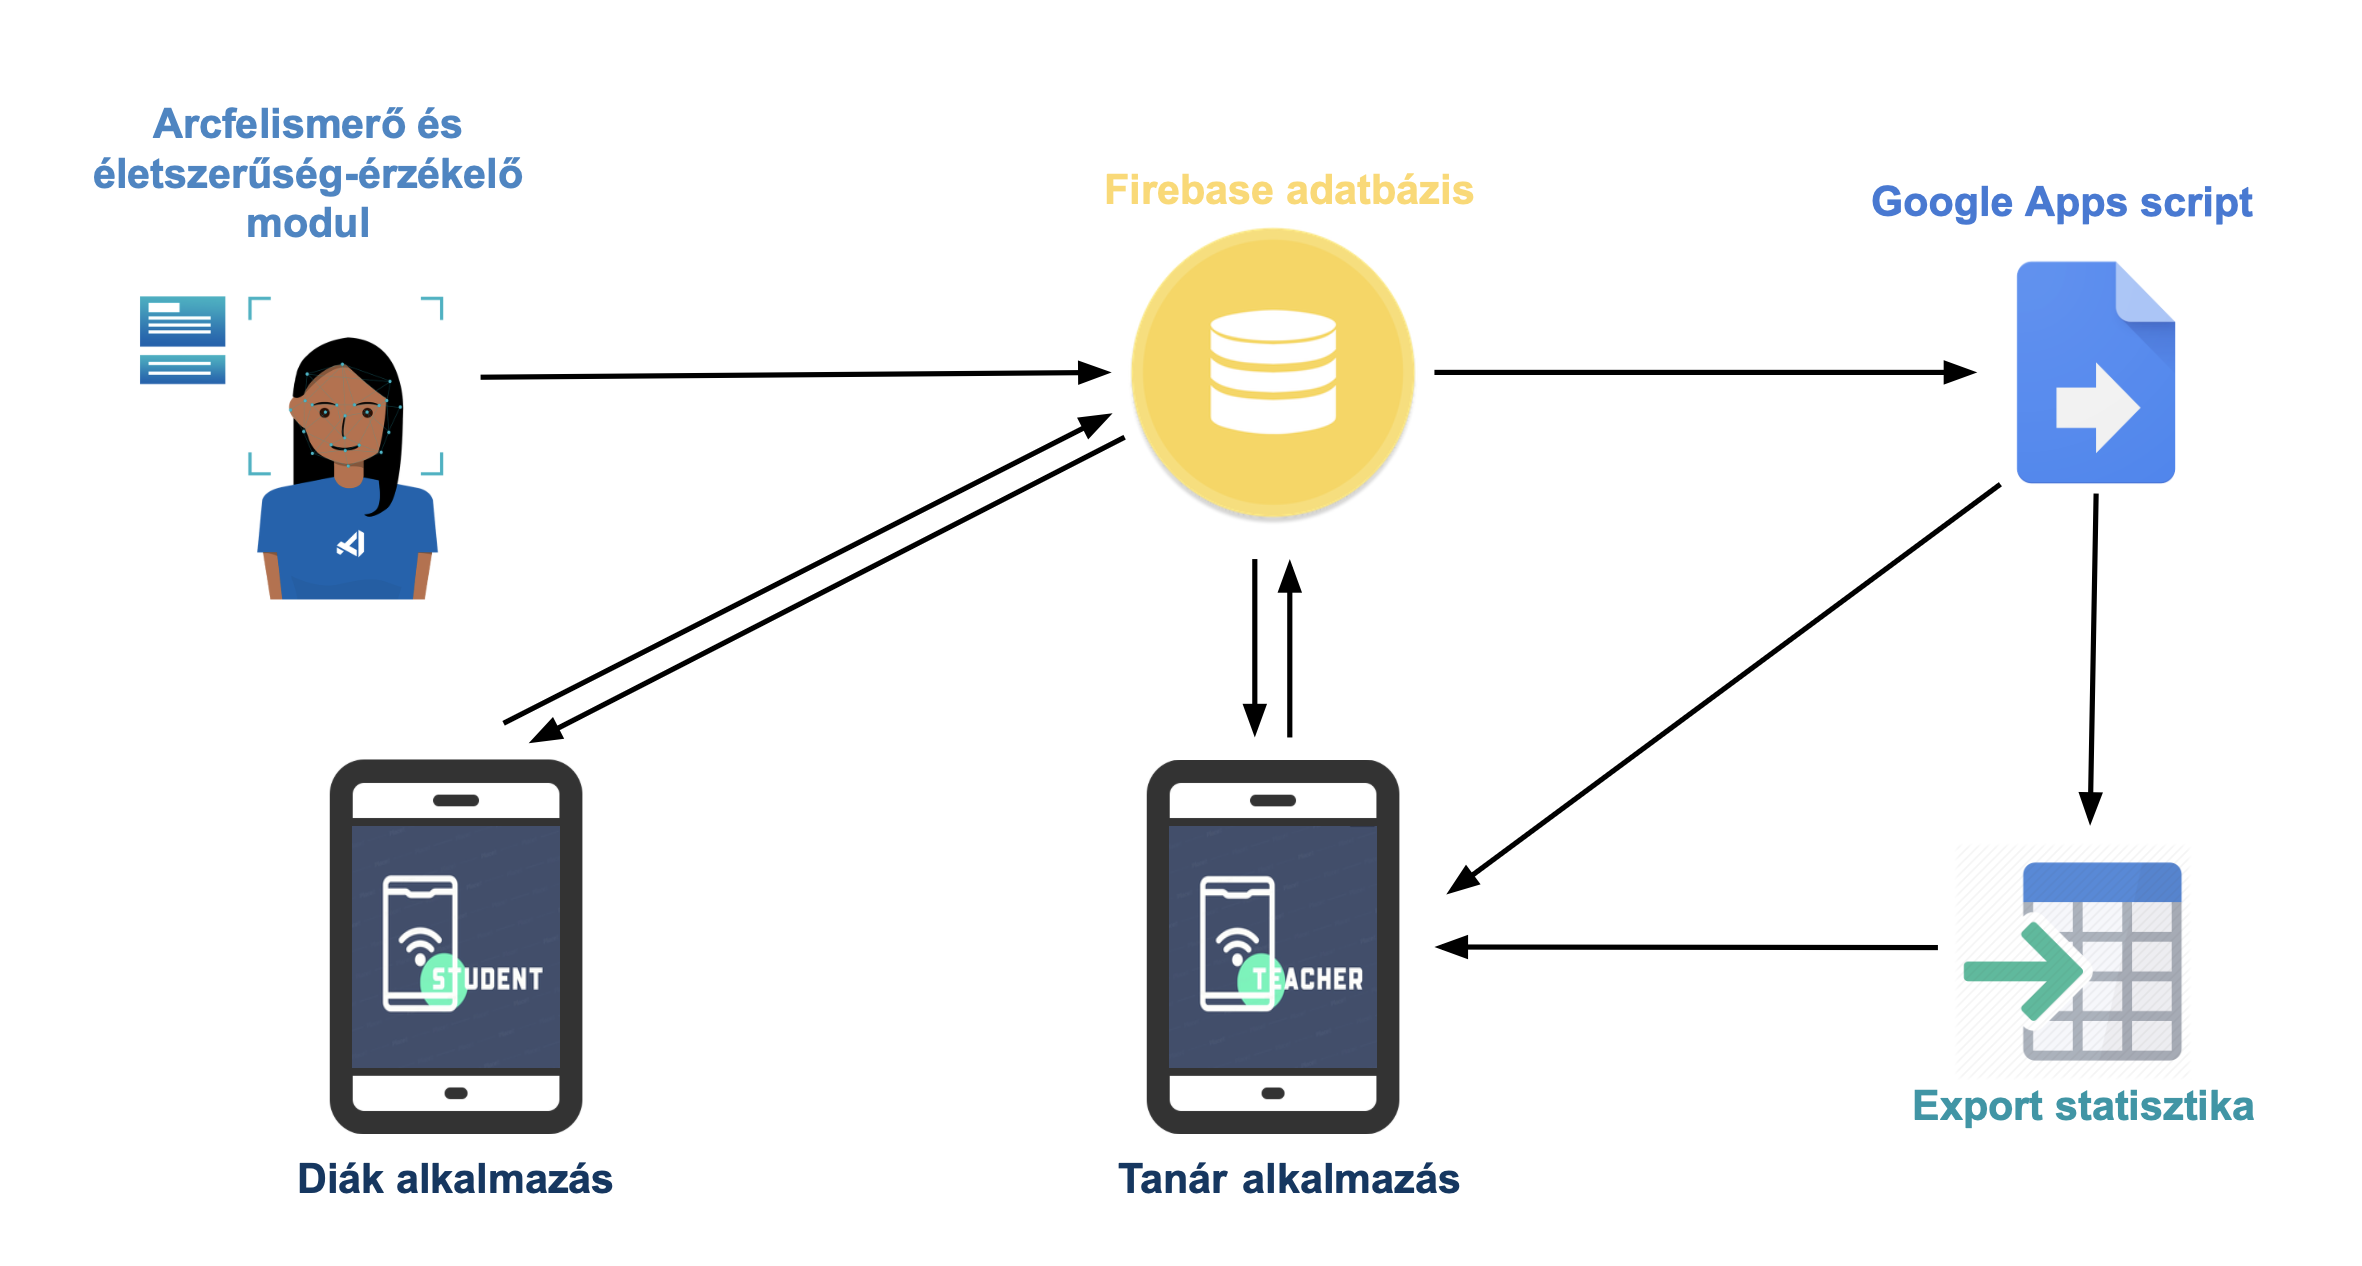 Arcfelismerő és
életszerűség-érzékelő
modul
Firebase adatbázis
Google Apps script
STUDENT
TEACHER
Export statisztika
Diák alkalmazás
Tanár alkalmazás